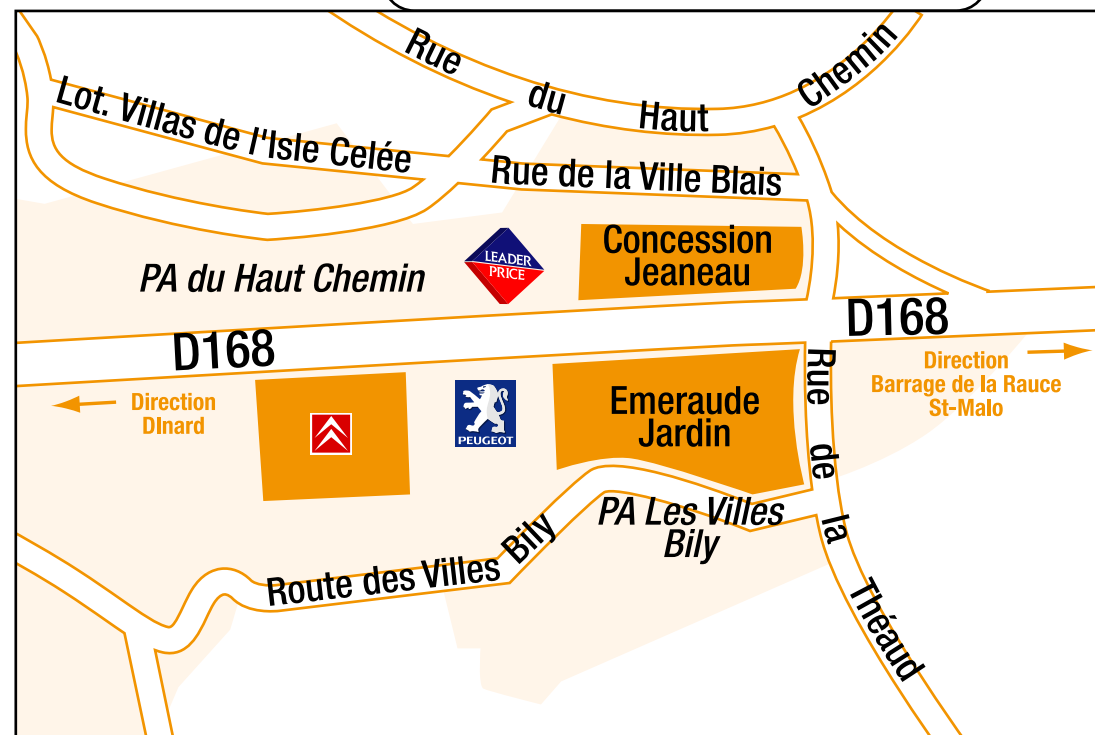 Rue du Haut Chemin
Lot. Villas de l'Isle Celée
Rue de la Ville Blais
Concession
Jeaneau
LEADER
PRICE
PA du Haut Chemin
D168
D168
Direction
Barrage de la Rauce
St-Malo
Direction
DInard
PEUGEOT
Emeraude
Jardin
Rue de la Théaud
PA Les Villes
Bily
Route des Villes Bily